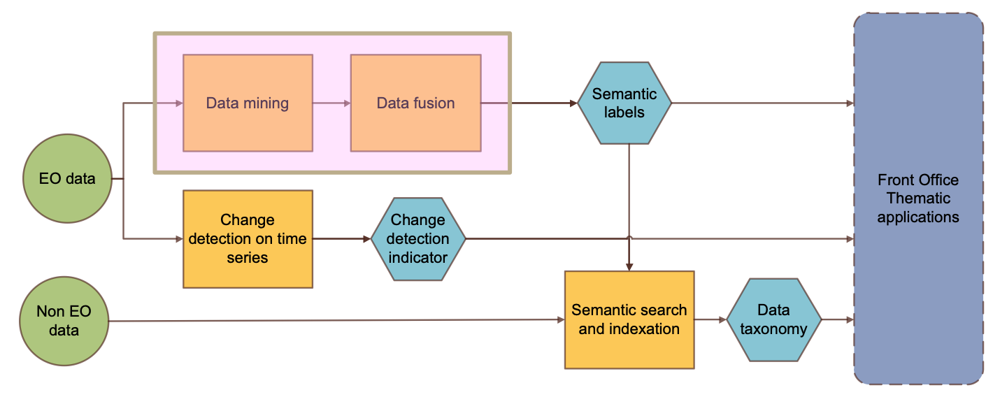 Data mining
Data fusion
Semantic
labels
EO data
Change
detection on time
series
Change
detection
indicator
Front Office
Thematic
applications
Non EO
data
Semantic search
and indexation
Data
taxonomy